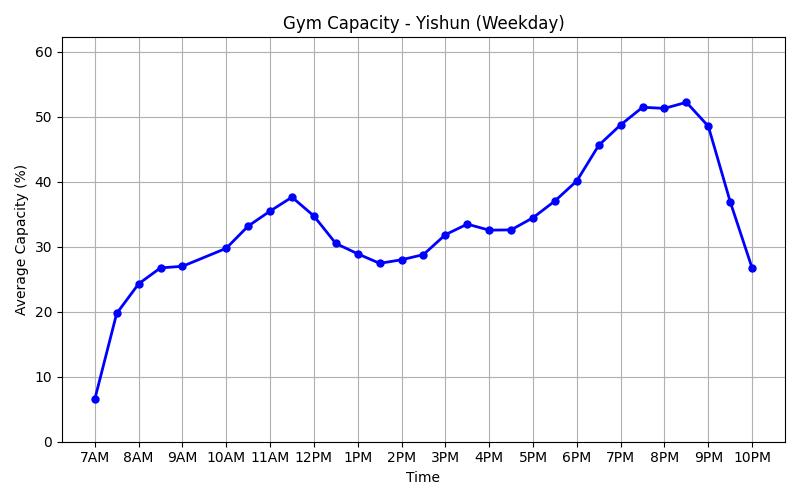 Gym Capacity - Yishun (Weekday)
Average Capacity (%)
60
50
40
30
20
10
0
7AM 8AM 9AM 10AM 11AM 12PM 1PM 2PM 3PM 4PM 5PM 6PM 7PM 8PM 9PM 10PM
Time